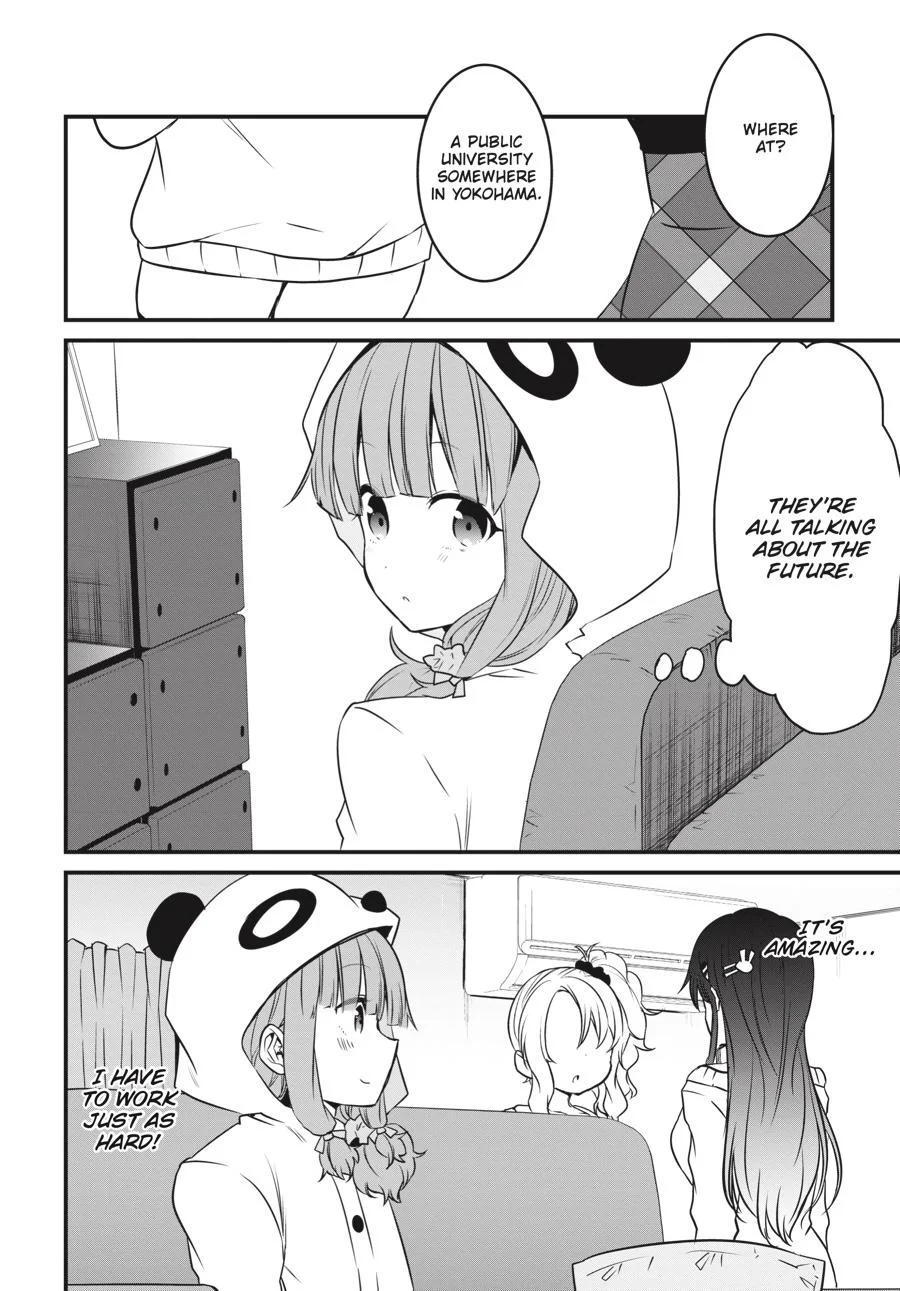 WHERE
AT?
A PUBLIC
UNIVERSITY
SOMEWHERE
IN YOKOHAMA.
THEY'RE
ALL TALKING
ABOUT THE
FUTURE.
IT'S
AMAZING...
I HAVE
TO WORK
JUST AS
HARD!